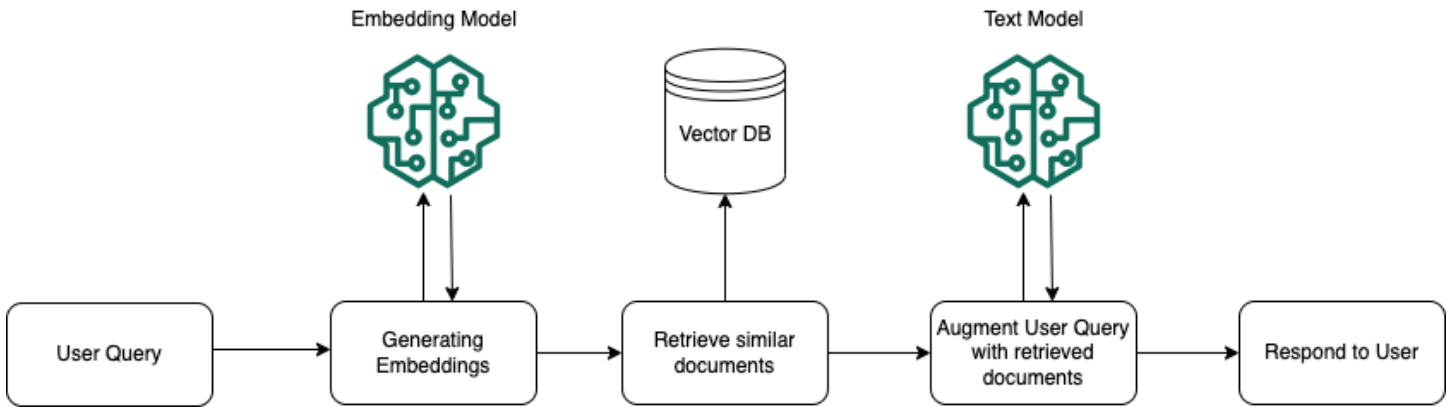 Embedding Model
Text Model
Vector DB
User Query
Generating
Embeddings
Retrieve similar
documents
Augment User Query
with retrieved
documents
Respond to User